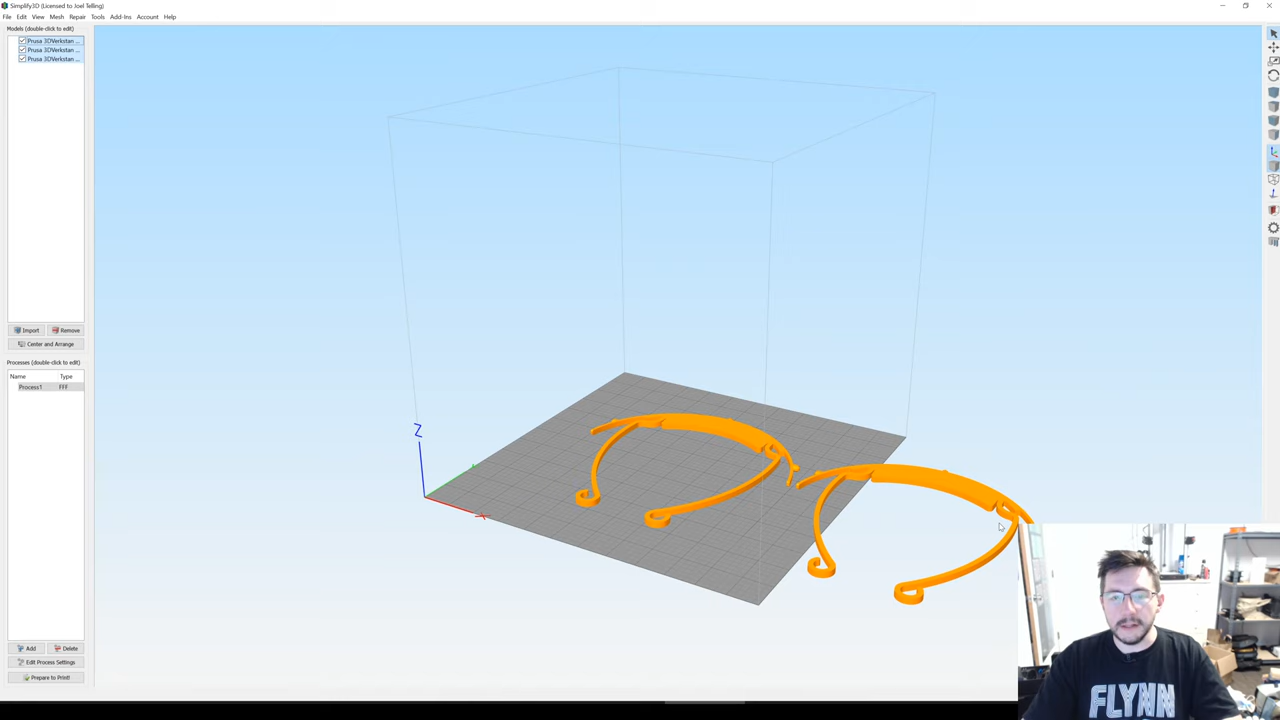 Simplify3D (Licensed to Joel Telling)
File Edit View Mesh Repair Tools Add-Ins Account Help
Models (double-click to edit)
Prusa 3DVerkstan ...
Prusa 3DVerkstan ...
Prusa 3DVerkstan ...
Import Remove
Center and Arrange
Processes (double-click to edit)
Name Type
Process1 FFF
Add Delete
Edit Process Settings
Prepare to Print!
Z
FLYNN